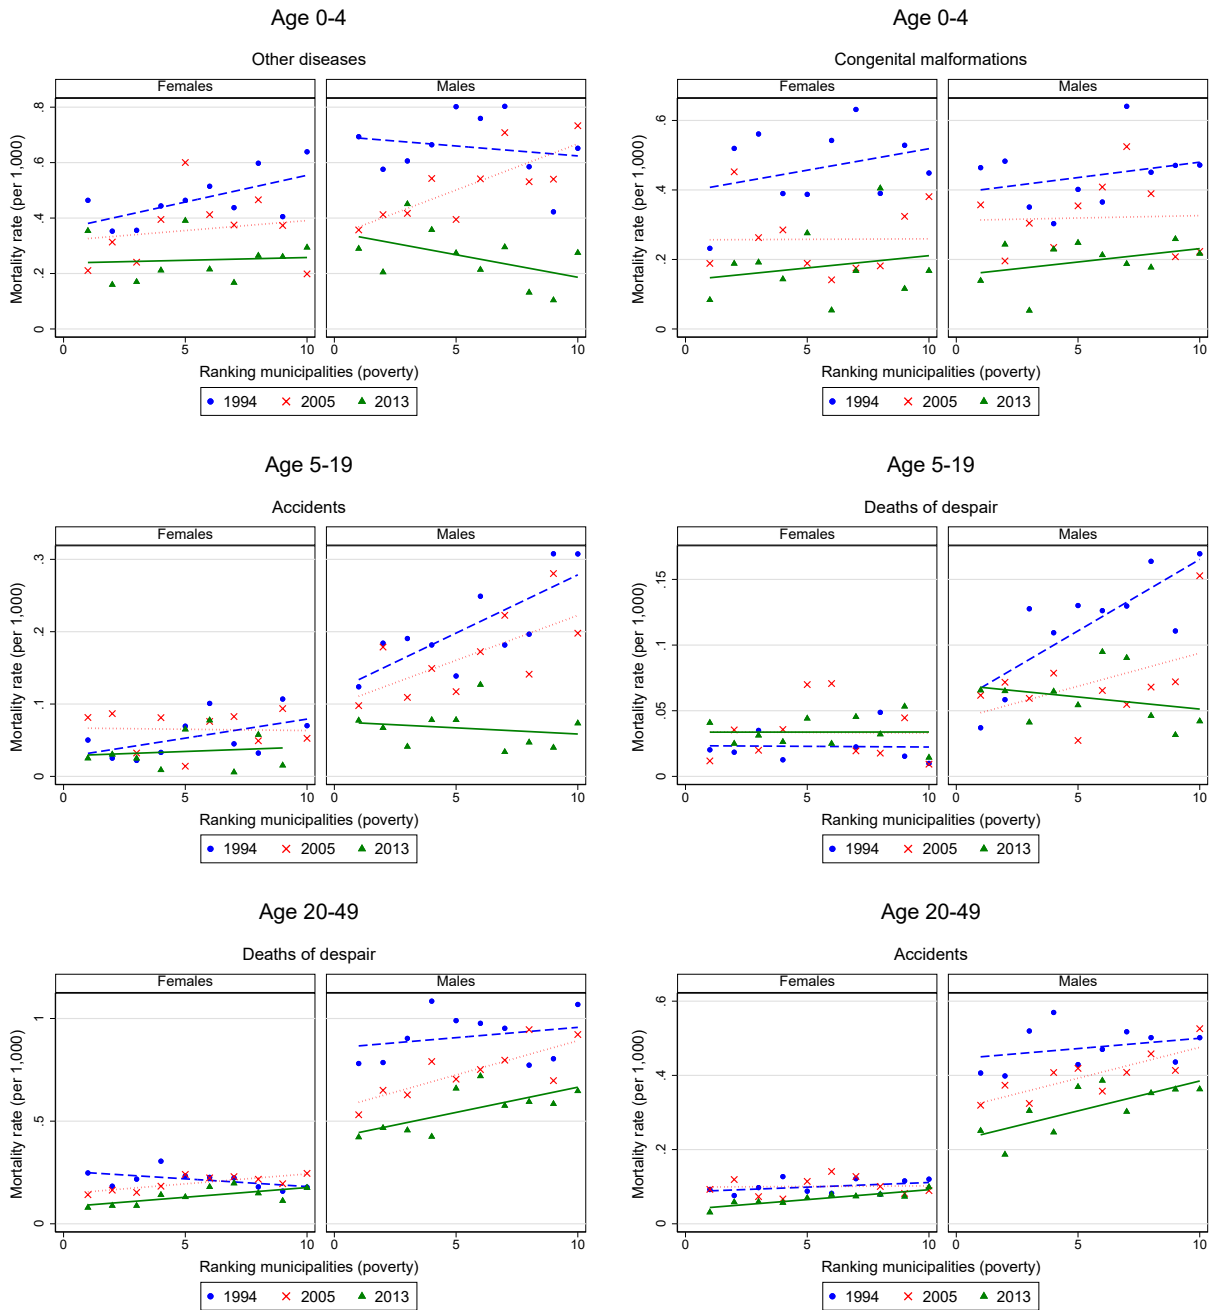 Age 0-4
Other diseases
Females
Males
Mortality rate (per 1,000)
0
.2
.4
.6
.8
0
5
10
0
5
10
Ranking municipalities (poverty)
1994
2005
2013
Age 0-4
Congenital malformations
Females
Males
Mortality rate (per 1,000)
0
.2
.4
.6
0
5
10
0
5
10
Ranking municipalities (poverty)
1994
2005
2013
Age 5-19
Accidents
Females
Males
Mortality rate (per 1,000)
0
.1
.2
.3
0
5
10
0
5
10
Ranking municipalities (poverty)
1994
2005
2013
Age 5-19
Deaths of despair
Females
Males
Mortality rate (per 1,000)
0
.05
.1
.15
0
5
10
0
5
10
Ranking municipalities (poverty)
1994
2005
2013
Age 20-49
Deaths of despair
Females
Males
Mortality rate (per 1,000)
0
.5
1
0
5
10
0
5
10
Ranking municipalities (poverty)
1994
2005
2013
Age 20-49
Accidents
Females
Males
Mortality rate (per 1,000)
0
.2
.4
.6
0
5
10
0
5
10
Ranking municipalities (poverty)
1994
2005
2013